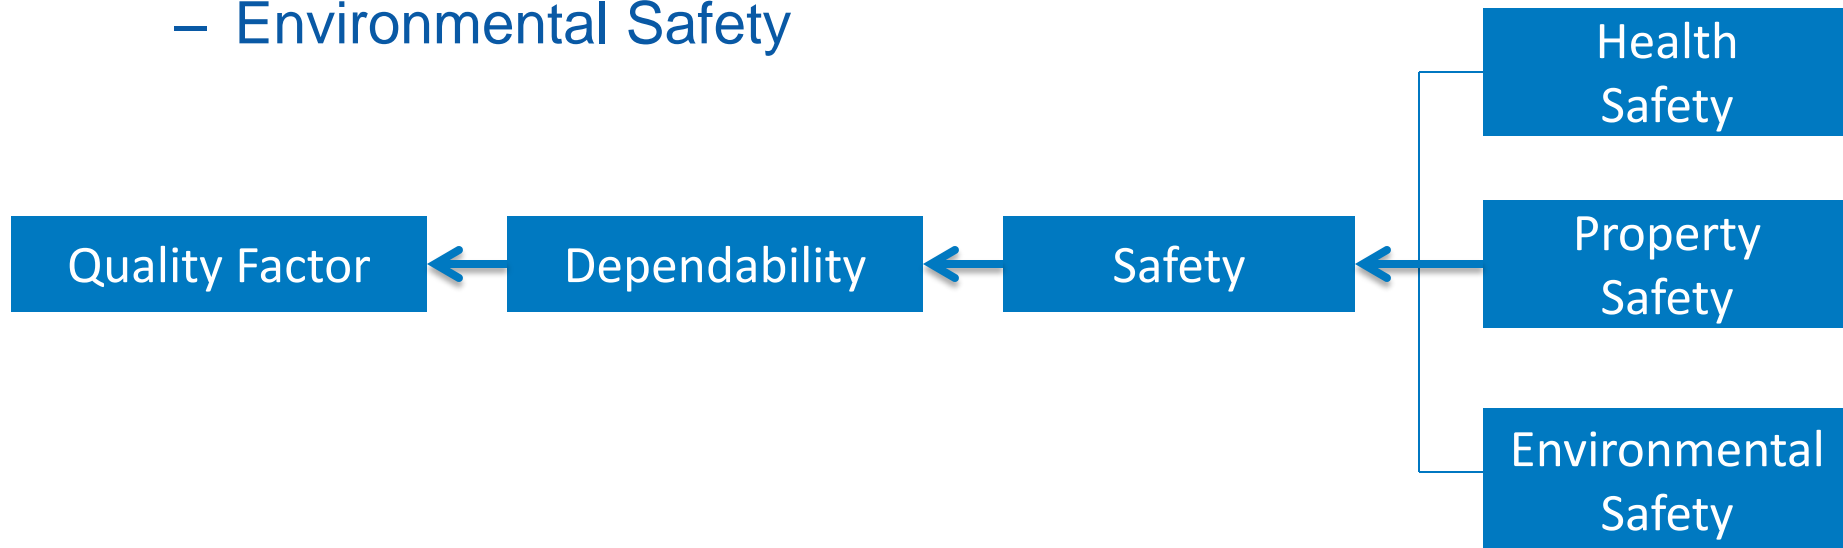 – Environmental Safety
Health
Safety
Quality Factor
Dependability
Safety
Property
Safety
Environmental
Safety